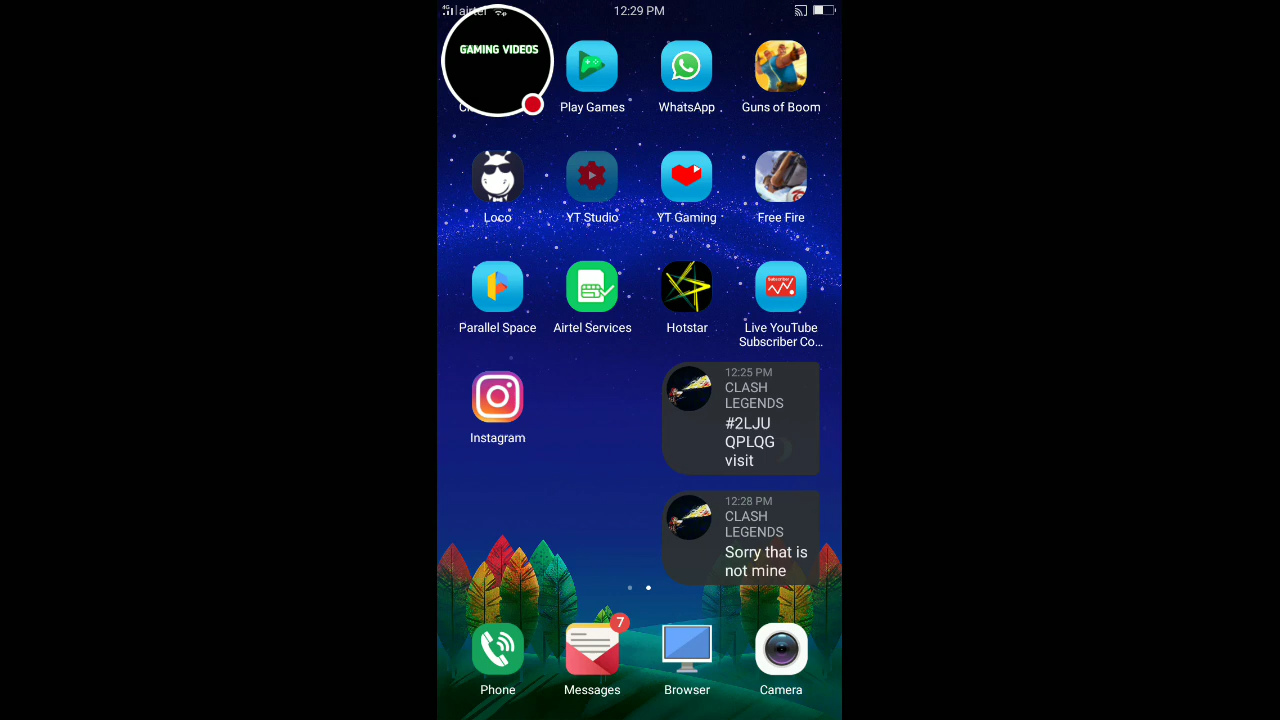 4G airtel 12:29 PM
GAMING VIDEOS
Play Games WhatsApp Guns of Boom
Loco YT Studio YT Gaming Free Fire
Parallel Space Airtel Services Hotstar Live YouTube
Subscriber Co...
Subscriber
Instagram
12:25 PM
CLASH
LEGENDS
#2LJU
QPLQG
visit
12:28 PM
CLASH
LEGENDS
Sorry that is
not mine
7
Phone Messages Browser Camera